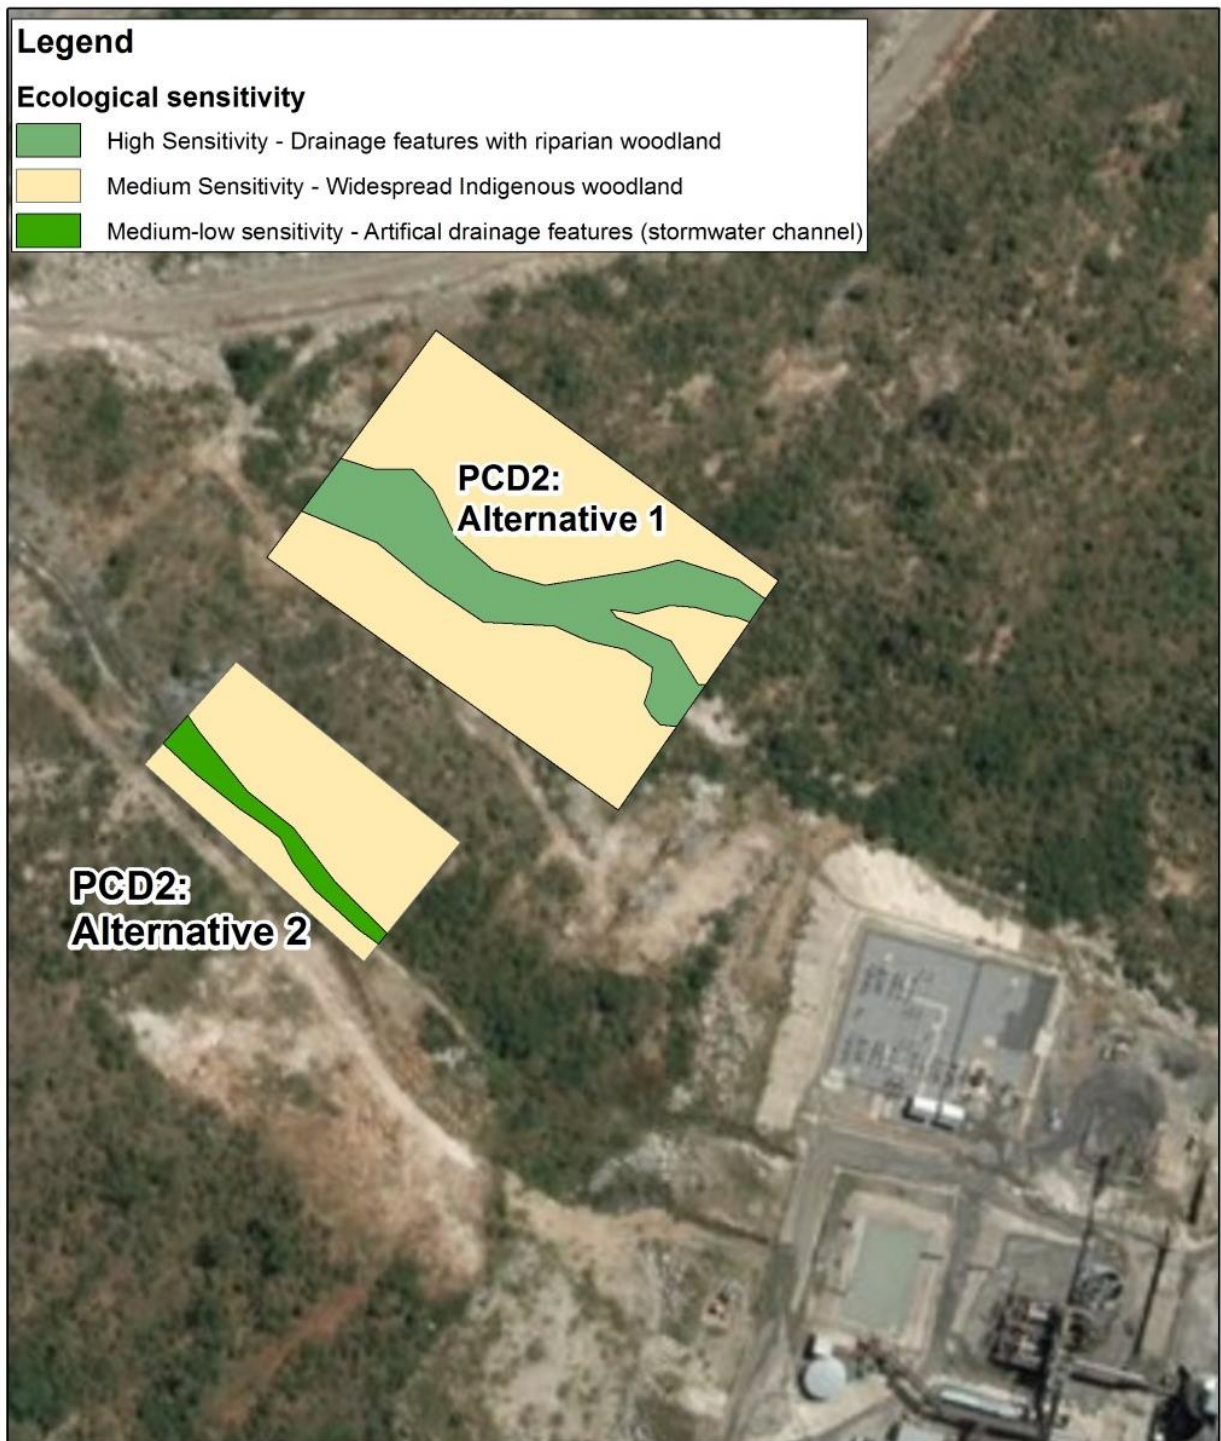 Legend
Ecological sensitivity
High Sensitivity - Drainage features with riparian woodland
Medium Sensitivity - Widespread Indigenous woodland
Medium-low sensitivity - Artifical drainage features (stormwater channel)
PCD2:
Alternative 1
PCD2:
Alternative 2